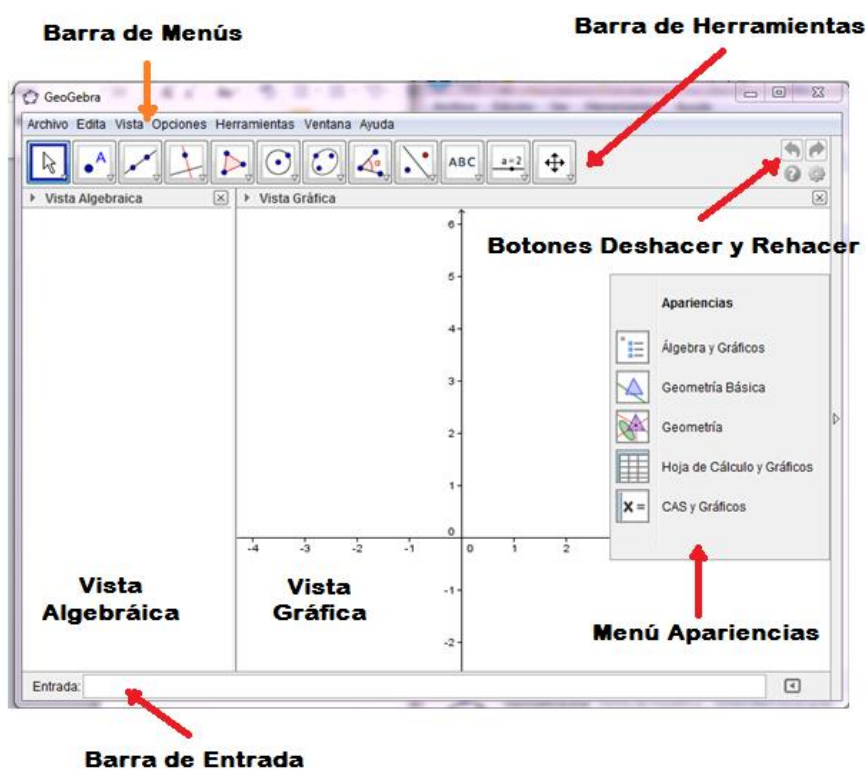 Barra de Menús
Barra de Herramientas
GeoGebra
Archivo Edita Vista Opciones Herramientas Ventana Ayuda
A
α
ABC
a=2
Vista Algebraica
Vista Gráfica
Botones Deshacer y Rehacer
6
5
4
3
2
1
0
-4 -3 -2 -1 0 1 2
-1
-2
Apariencias
Álgebra y Gráficos
Geometría Básica
Geometría
Hoja de Cálculo y Gráficos
x = CAS y Gráficos
Vista
Algebráica
Vista
Gráfica
Menú Apariencias
Entrada:
Barra de Entrada